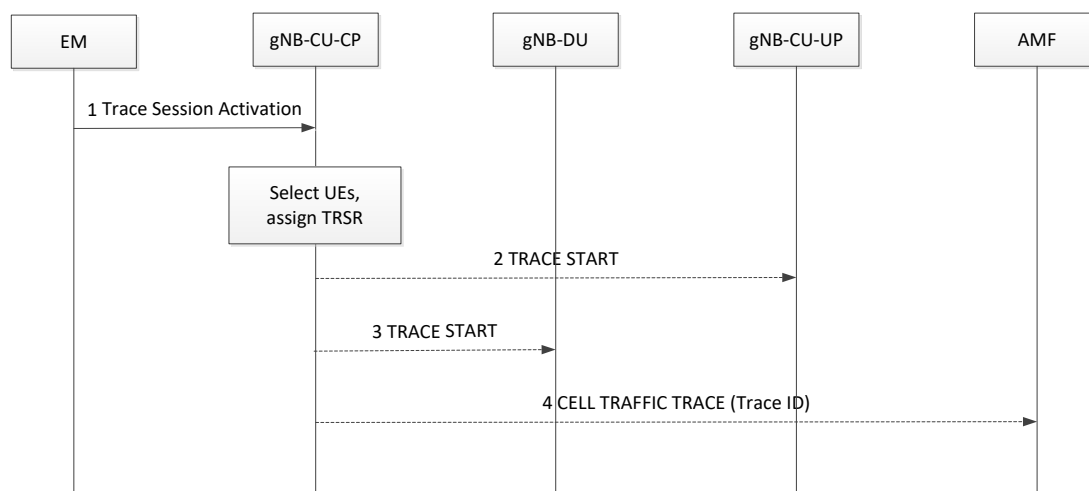 EM
gNB-CU-CP
gNB-DU
gNB-CU-UP
AMF
1 Trace Session Activation
Select UEs,
assign TRSR
2 TRACE START
3 TRACE START
4 CELL TRAFFIC TRACE (Trace ID)